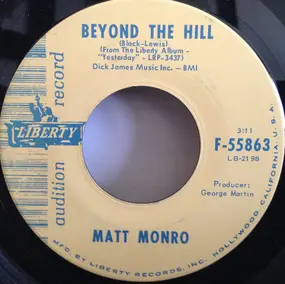 BEYOND THE HILL
(Black-Lewis)
(From The Liberty Album -
"Yesterday" - LRP-3437)
Dick James Music Inc. - BMI
audition record
LIBERTY
3:11
F-55863
LB-2198
Producer:
George Martin
MATT MONRO
MFD. BY LIBERTY RECORDS, INC., HOLLYWOOD, CALIFORNIA, U.S.A.